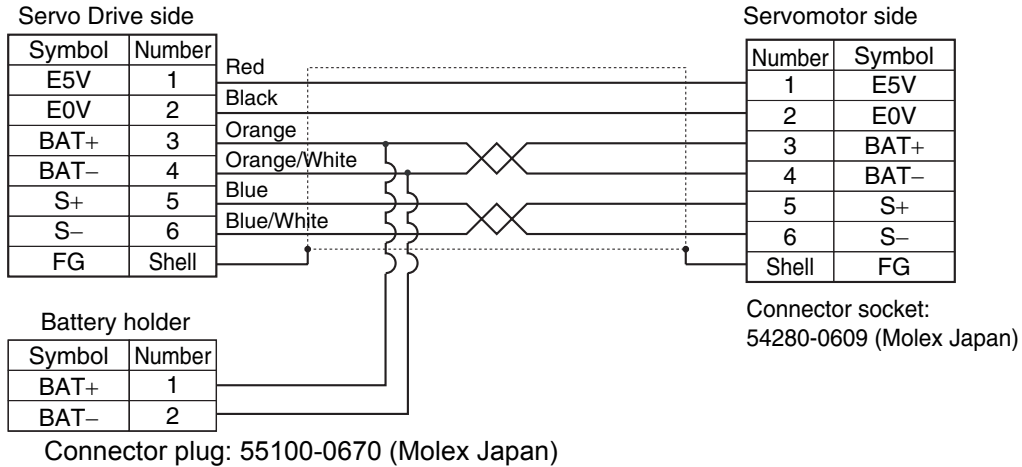 Servo Drive side
Symbol Number
E5V 1
E0V 2
BAT+ 3
BAT− 4
S+ 5
S− 6
FG Shell
Red
Black
Orange
Orange/White
Blue
Blue/White
Servomotor side
Number Symbol
1 E5V
2 E0V
3 BAT+
4 BAT−
5 S+
6 S−
Shell FG
Connector socket:
54280-0609 (Molex Japan)
Battery holder
Symbol Number
BAT+ 1
BAT− 2
Connector plug: 55100-0670 (Molex Japan)